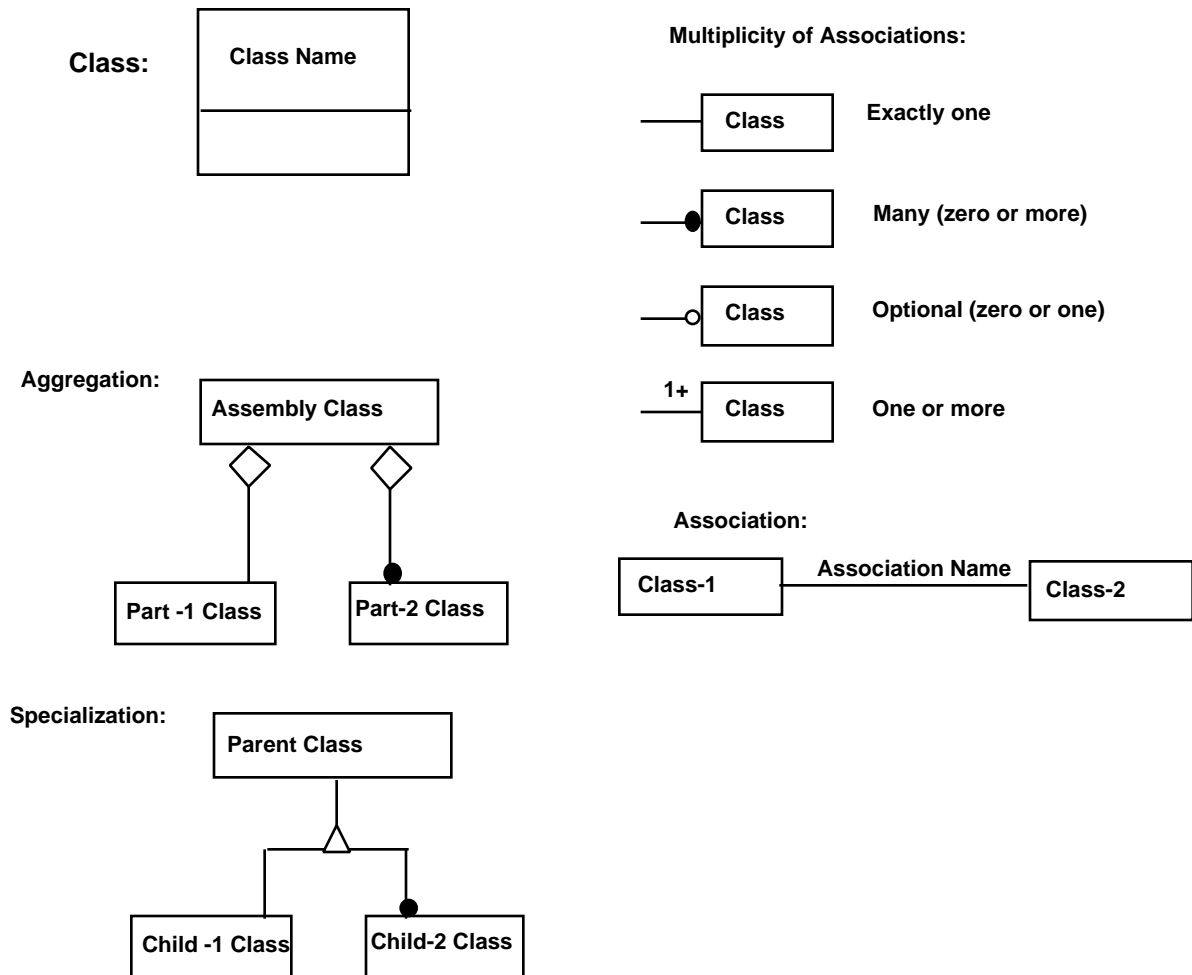 Class:
Class Name
Aggregation:
Assembly Class
Part -1 Class
Part-2 Class
Specialization:
Parent Class
Child -1 Class
Child-2 Class
Multiplicity of Associations:
Class
Exactly one
Class
Many (zero or more)
Class
Optional (zero or one)
1+
Class
One or more
Association:
Class-1
Association Name
Class-2